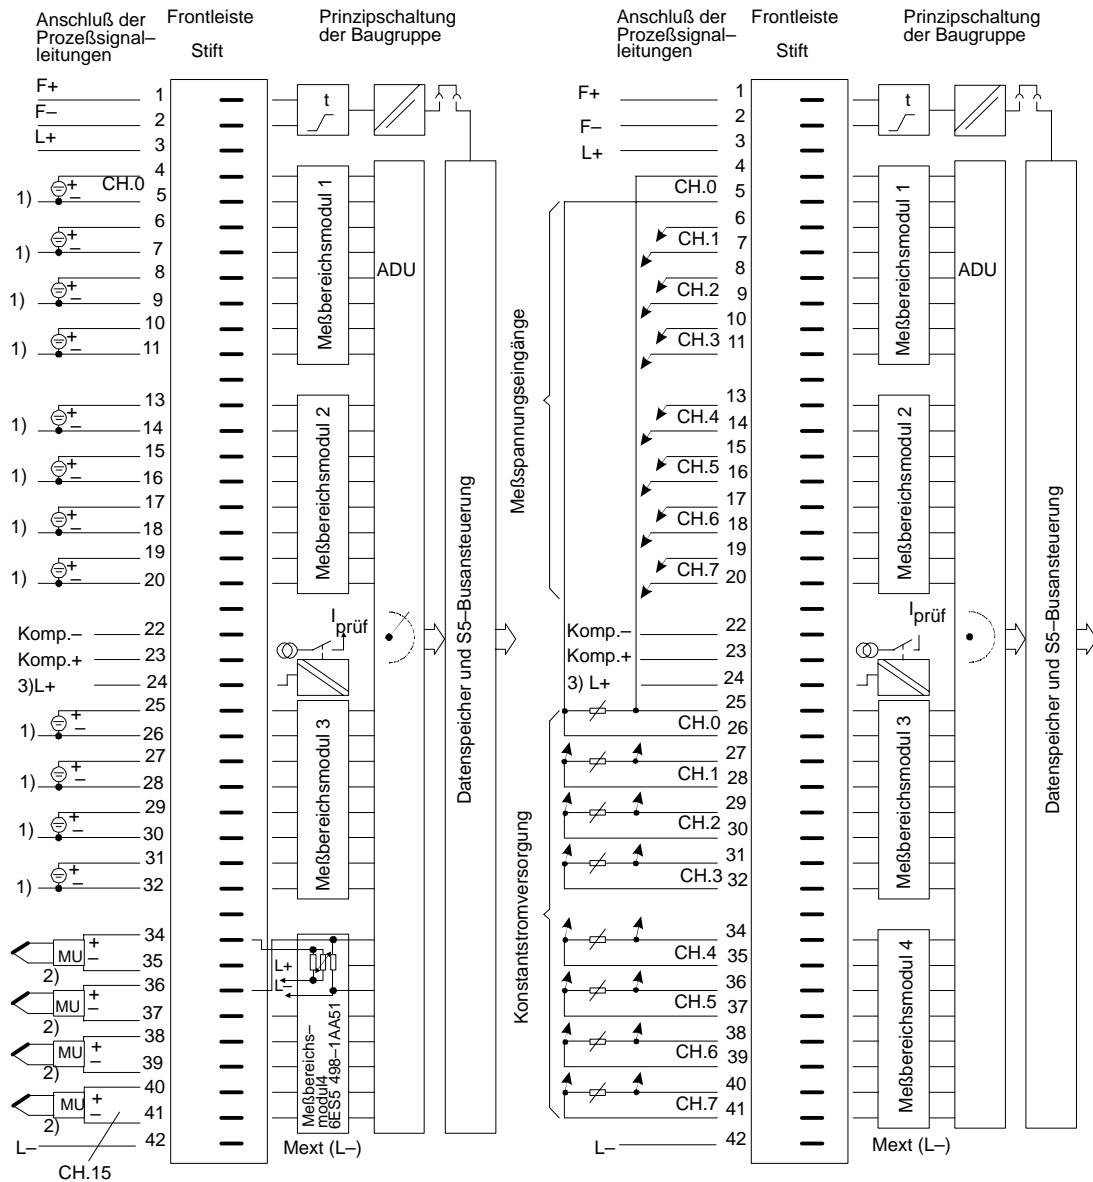 Anschluß der
Prozeßsignal–
leitungen
Frontleiste
Stift
Prinzipschaltung
der Baugruppe
F+
1
F–
2
L+
3
t
4
CH.0
1)
+
–
5
6
1)
+
–
7
8
1)
+
–
9
10
1)
+
–
11
Meßbereichsmodul 1
ADU
13
1)
+
–
14
15
1)
+
–
16
17
1)
+
–
18
19
1)
+
–
20
Meßbereichsmodul 2
Komp.–
22
Komp.+
23
3)L+
24
Iprüf
25
1)
+
–
26
27
1)
+
–
28
29
1)
+
–
30
31
1)
+
–
32
Meßbereichsmodul 3
34
MU
+
–
2)
35
36
MU
+
–
2)
37
38
MU
+
–
2)
39
40
MU
+
–
2)
41
L–
42
CH.15
L+
L–
Meßbereichs–
modul4
6ES5 498–1AA51
Mext (L–)
Datenspeicher und S5–Busansteuerung
Anschluß der
Prozeßsignal–
leitungen
Frontleiste
Stift
Prinzipschaltung
der Baugruppe
F+
1
F–
2
L+
3
t
4
CH.0
5
6
CH.1
7
8
CH.2
9
10
CH.3
11
Meßbereichsmodul 1
ADU
Meßspannungseingänge
13
CH.4
14
15
CH.5
16
17
CH.6
18
19
CH.7
20
Meßbereichsmodul 2
Komp.–
22
Komp.+
23
3) L+
24
Iprüf
25
CH.0
26
27
CH.1
28
29
CH.2
30
31
CH.3
32
Meßbereichsmodul 3
Konstantstromversorgung
34
CH.4
35
36
CH.5
37
38
CH.6
39
40
CH.7
41
Meßbereichsmodul 4
L–
42
Mext (L–)
Datenspeicher und S5–Busansteuerung